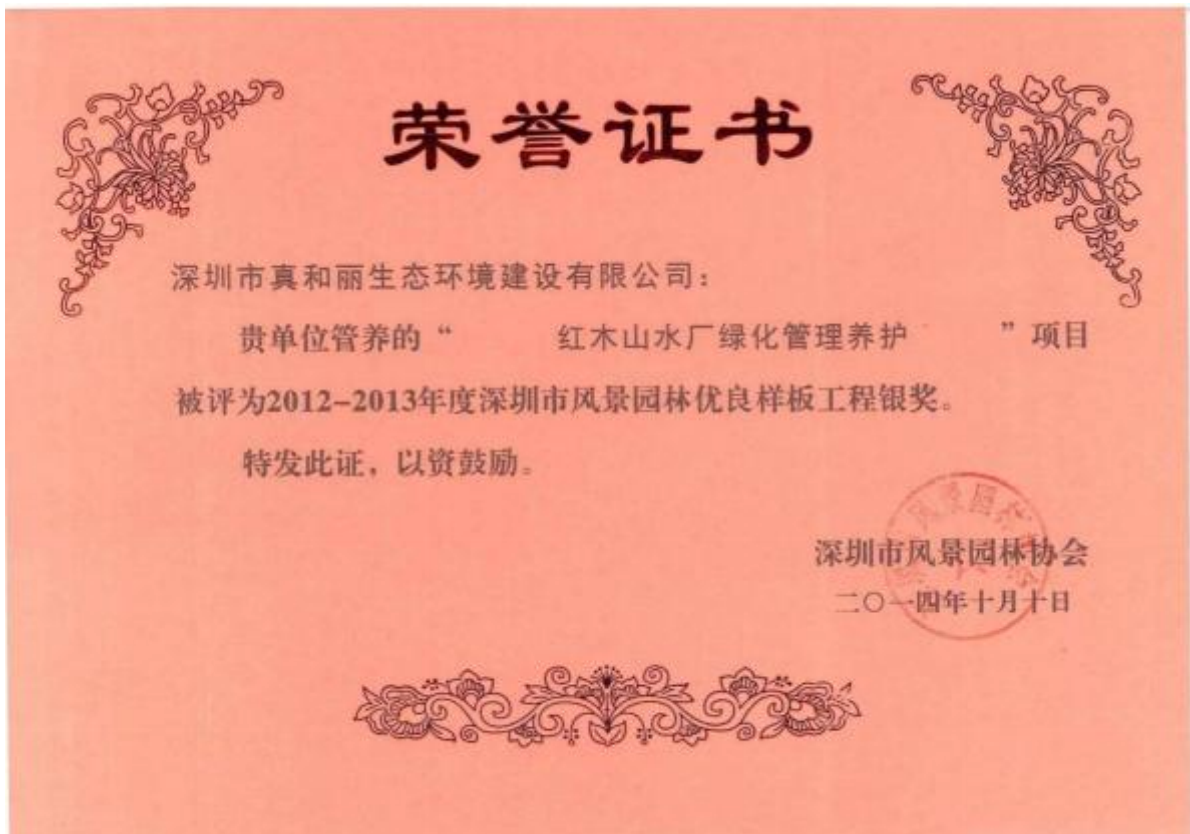 荣誉证书
深圳市真和丽生态环境建设有限公司：
贵单位管养的“ 红木山水厂绿化管理养护 ”项目
被评为2012-2013年度深圳市风景园林优良样板工程银奖。
特发此证，以资鼓励。
深圳市风景园林协会
二〇一四年十月十日